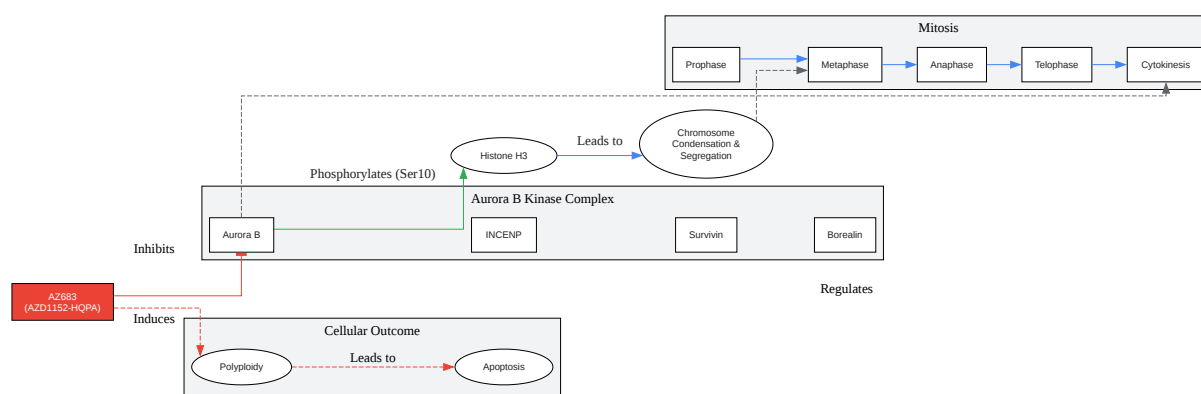 Mitosis
Prophase
Metaphase
Anaphase
Telophase
Cytokinesis
Chromosome
Condensation &
Segregation
Leads to
Histone H3
Phosphorylates (Ser10)
Aurora B Kinase Complex
Aurora B
INCENP
Survivin
Borealin
Inhibits
Regulates
AZ683
(AZD1152-HQPA)
Induces
Cellular Outcome
Polyploidy
Leads to
Apoptosis